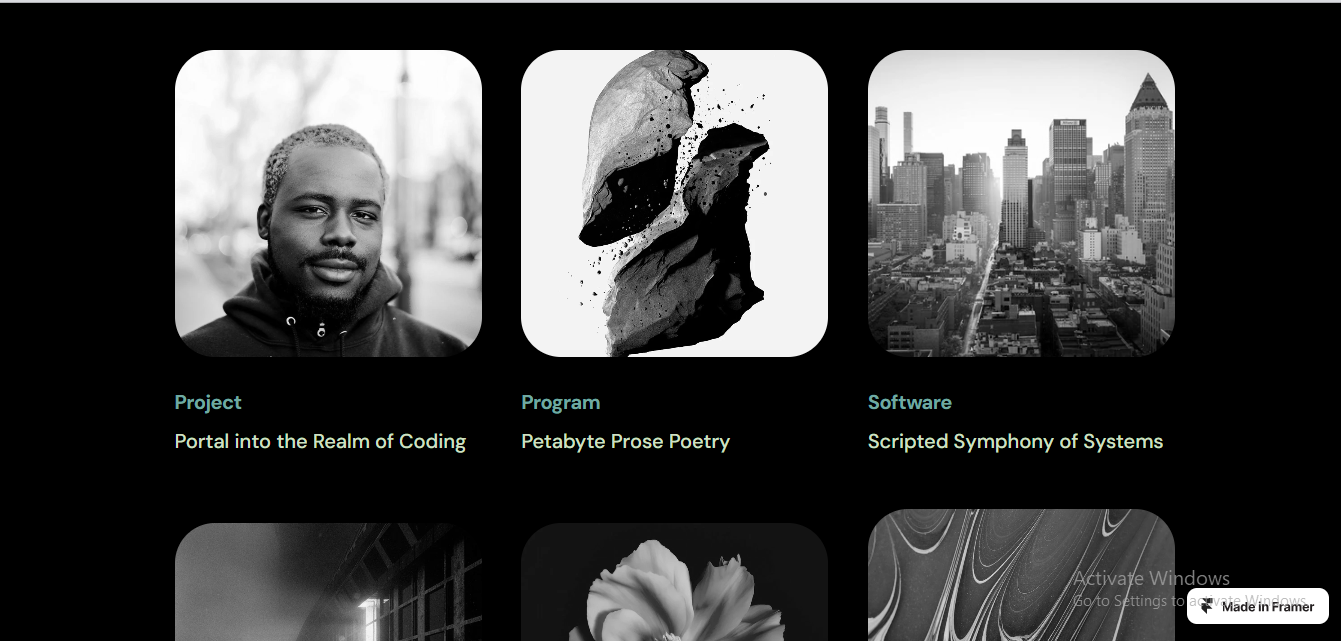 Project
Portal into the Realm of Coding
Program
Petabyte Prose Poetry
Software
Scripted Symphony of Systems
Activate Windows
Go to Settings to activate Windows.
Made in Framer